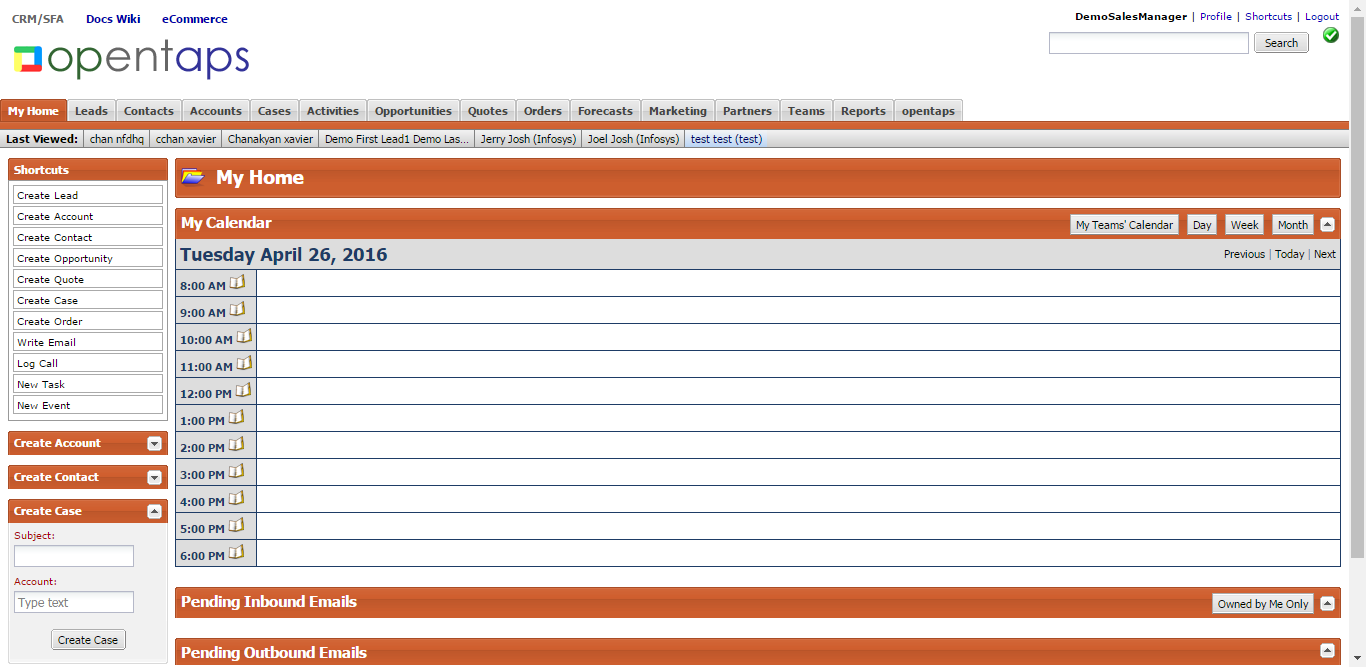 CRM/SFA Docs Wiki eCommerce
DemoSalesManager | Profile | Shortcuts | Logout
opentaps
Search
My Home Leads Contacts Accounts Cases Activities Opportunities Quotes Orders Forecasts Marketing Partners Teams Reports opentaps
Last Viewed: chan nfdhq cchan xavier Chanakyan xavier Demo First Lead1 Demo Las... Jerry Josh (Infosys) Joel Josh (Infosys) test test (test)
Shortcuts
Create Lead
Create Account
Create Contact
Create Opportunity
Create Quote
Create Case
Create Order
Write Email
Log Call
New Task
New Event
Create Account
Create Contact
Create Case
Subject:
Account:
Type text
Create Case
My Home
My Calendar My Teams' Calendar Day Week Month
Tuesday April 26, 2016 Previous | Today | Next
8:00 AM
9:00 AM
10:00 AM
11:00 AM
12:00 PM
1:00 PM
2:00 PM
3:00 PM
4:00 PM
5:00 PM
6:00 PM
Pending Inbound Emails Owned by Me Only
Pending Outbound Emails